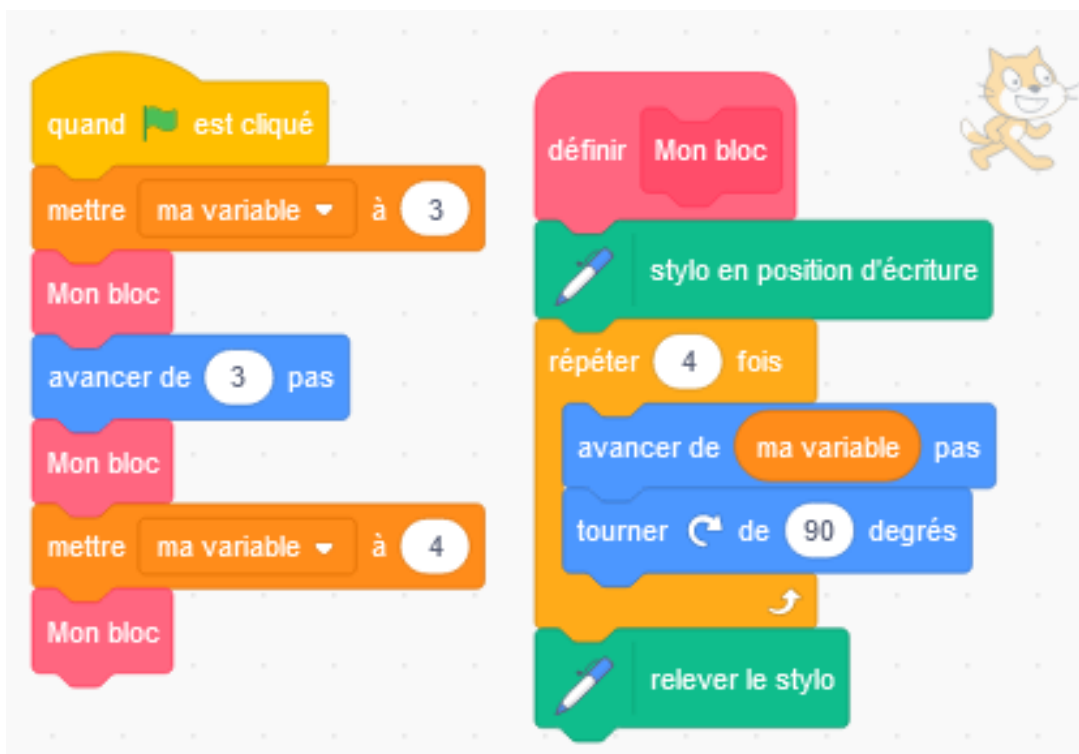 quand est cliqué
mettre ma variable à 3
Mon bloc
avancer de 3 pas
Mon bloc
mettre ma variable à 4
Mon bloc
définir Mon bloc
stylo en position d'écriture
répéter 4 fois
avancer de ma variable pas
tourner de 90 degrés
relever le stylo